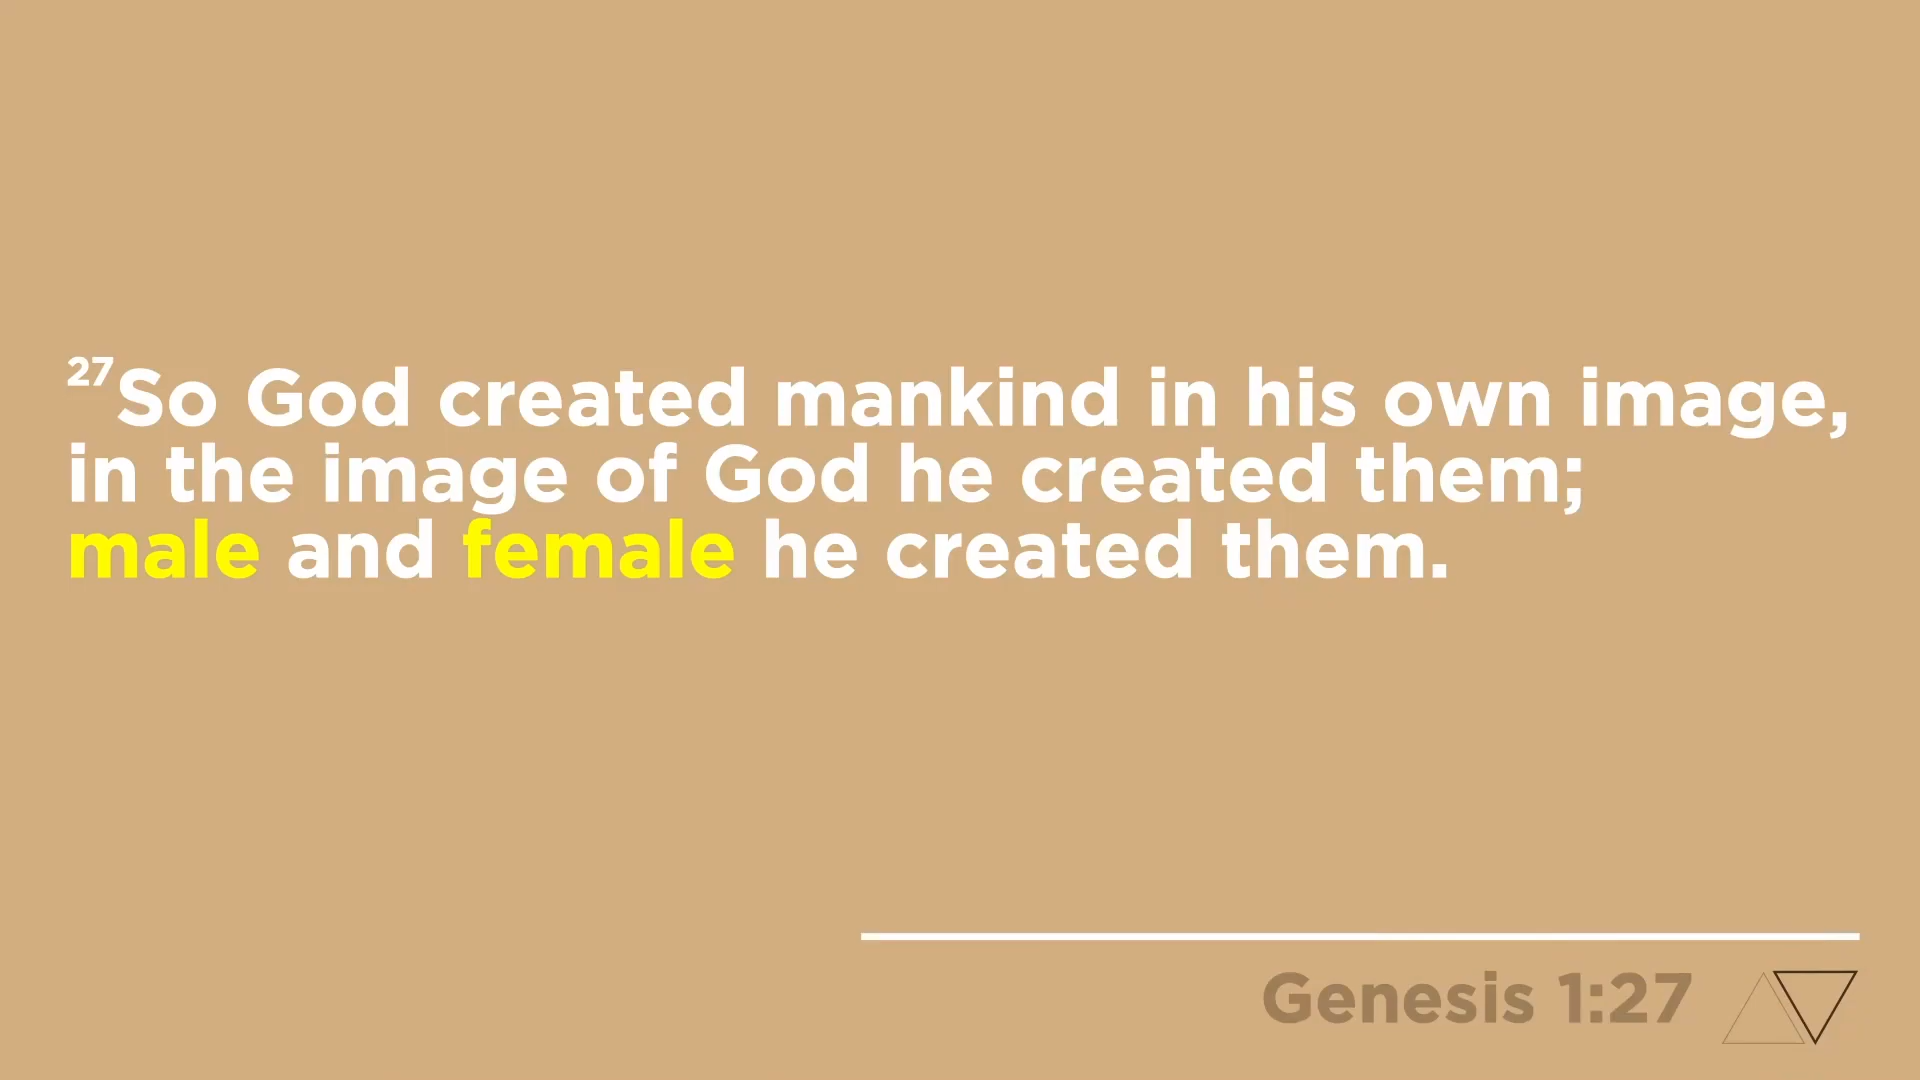 27So God created mankind in his own image,
in the image of God he created them;
male and female he created them.
Genesis 1:27